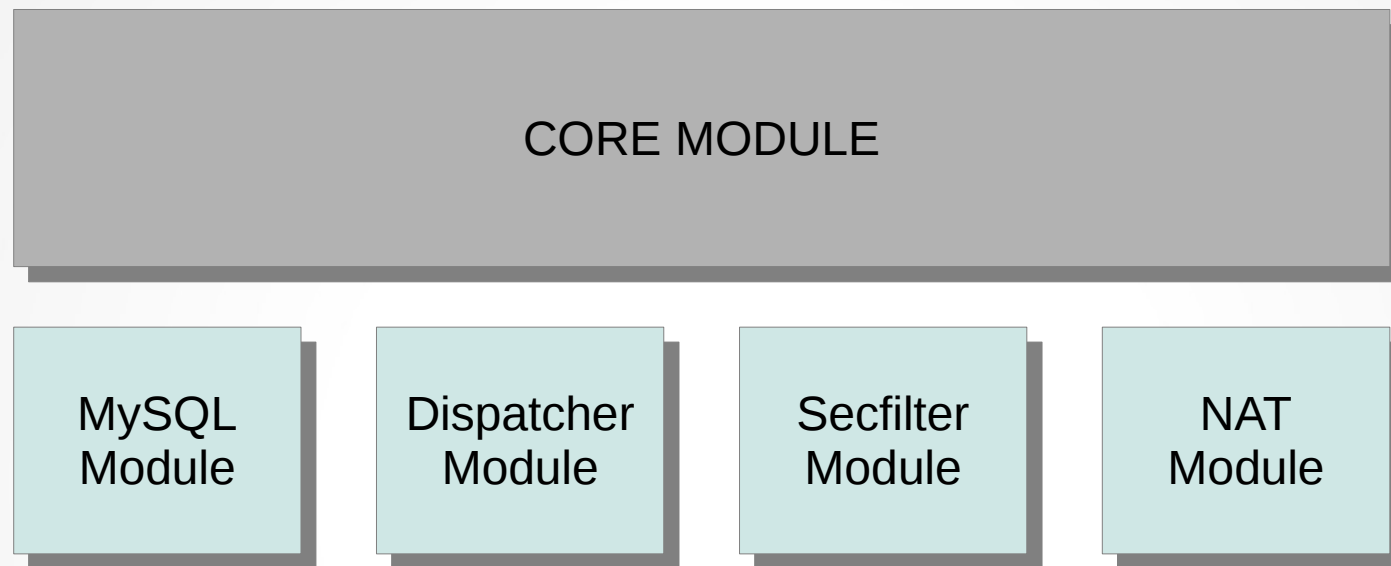 CORE MODULE
MySQL
Module
Dispatcher
Module
Secfilter
Module
NAT
Module